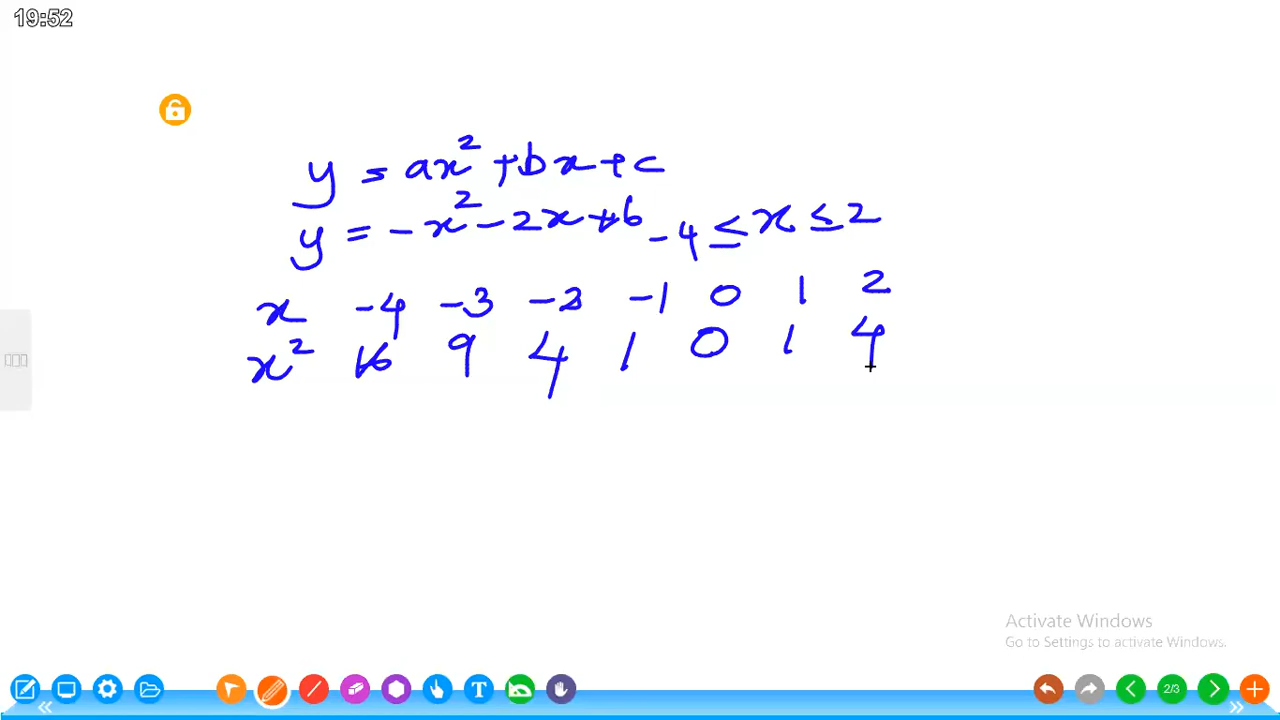 19:52
y = ax² + bx + c
y = -x² - 2x + 6 -4 ≤ x ≤ 2
x -4 -3 -2 -1 0 1 2
x² 16 9 4 1 0 1 4
Activate Windows
Go to Settings to activate Windows.
2/3